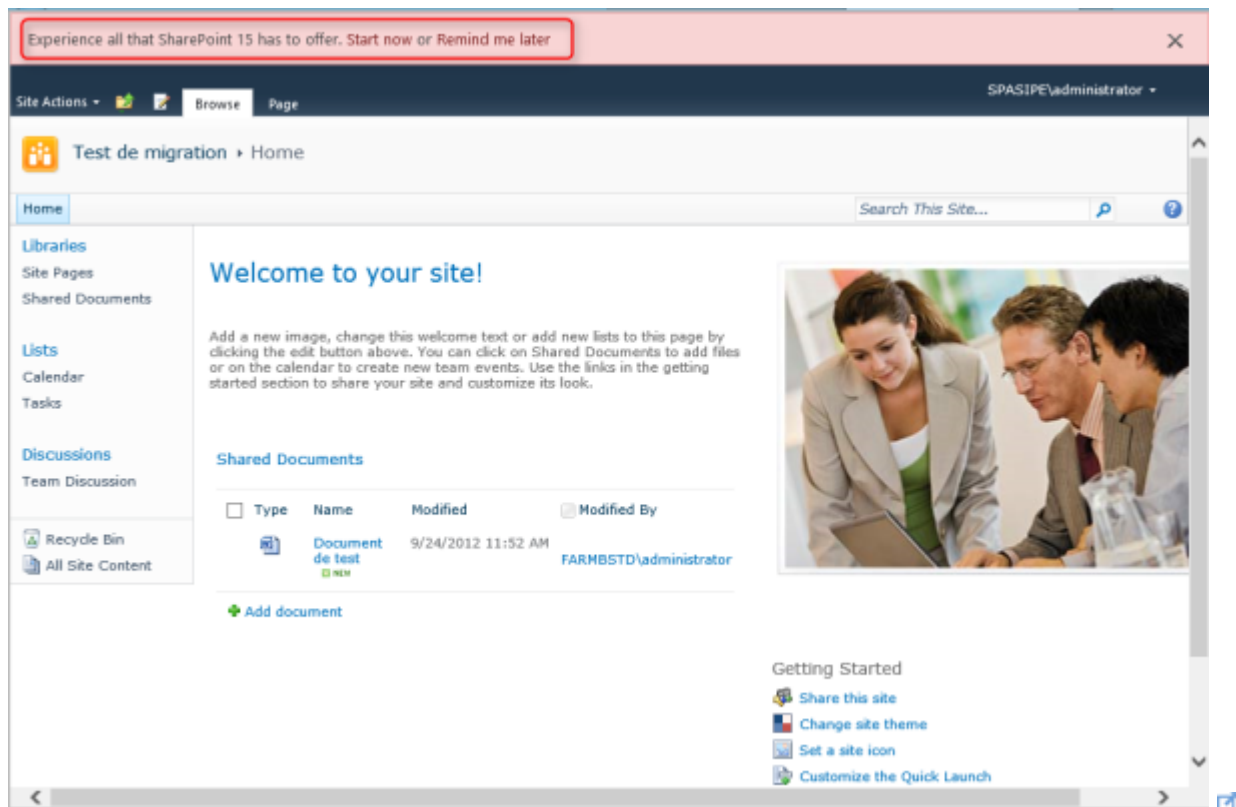 Experience all that SharePoint 15 has to offer. Start now or Remind me later
SPASIPE\administrator
Site Actions
Browse
Page
Test de migration › Home
Home
Search This Site...
Libraries
Site Pages
Shared Documents
Lists
Calendar
Tasks
Discussions
Team Discussion
Recycle Bin
All Site Content
Welcome to your site!
Add a new image, change this welcome text or add new lists to this page by
clicking the edit button above. You can click on Shared Documents to add files
or on the calendar to create new team events. Use the links in the getting
started section to share your site and customize its look.
Shared Documents
Type Name Modified Modified By
Document 9/24/2012 11:52 AM FARMBSTD\administrator
de test
NEW
Add document
Getting Started
Share this site
Change site theme
Set a site icon
Customize the Quick Launch